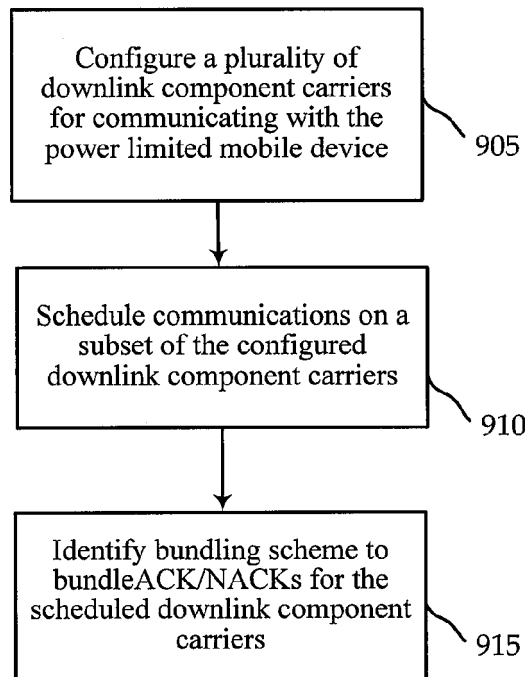 Configure a plurality of
downlink component carriers
for communicating with the
power limited mobile device
905
Schedule communications on a
subset of the configured
downlink component carriers
910
Identify bundling scheme to
bundleACK/NACKs for the
scheduled downlink component
carriers
915